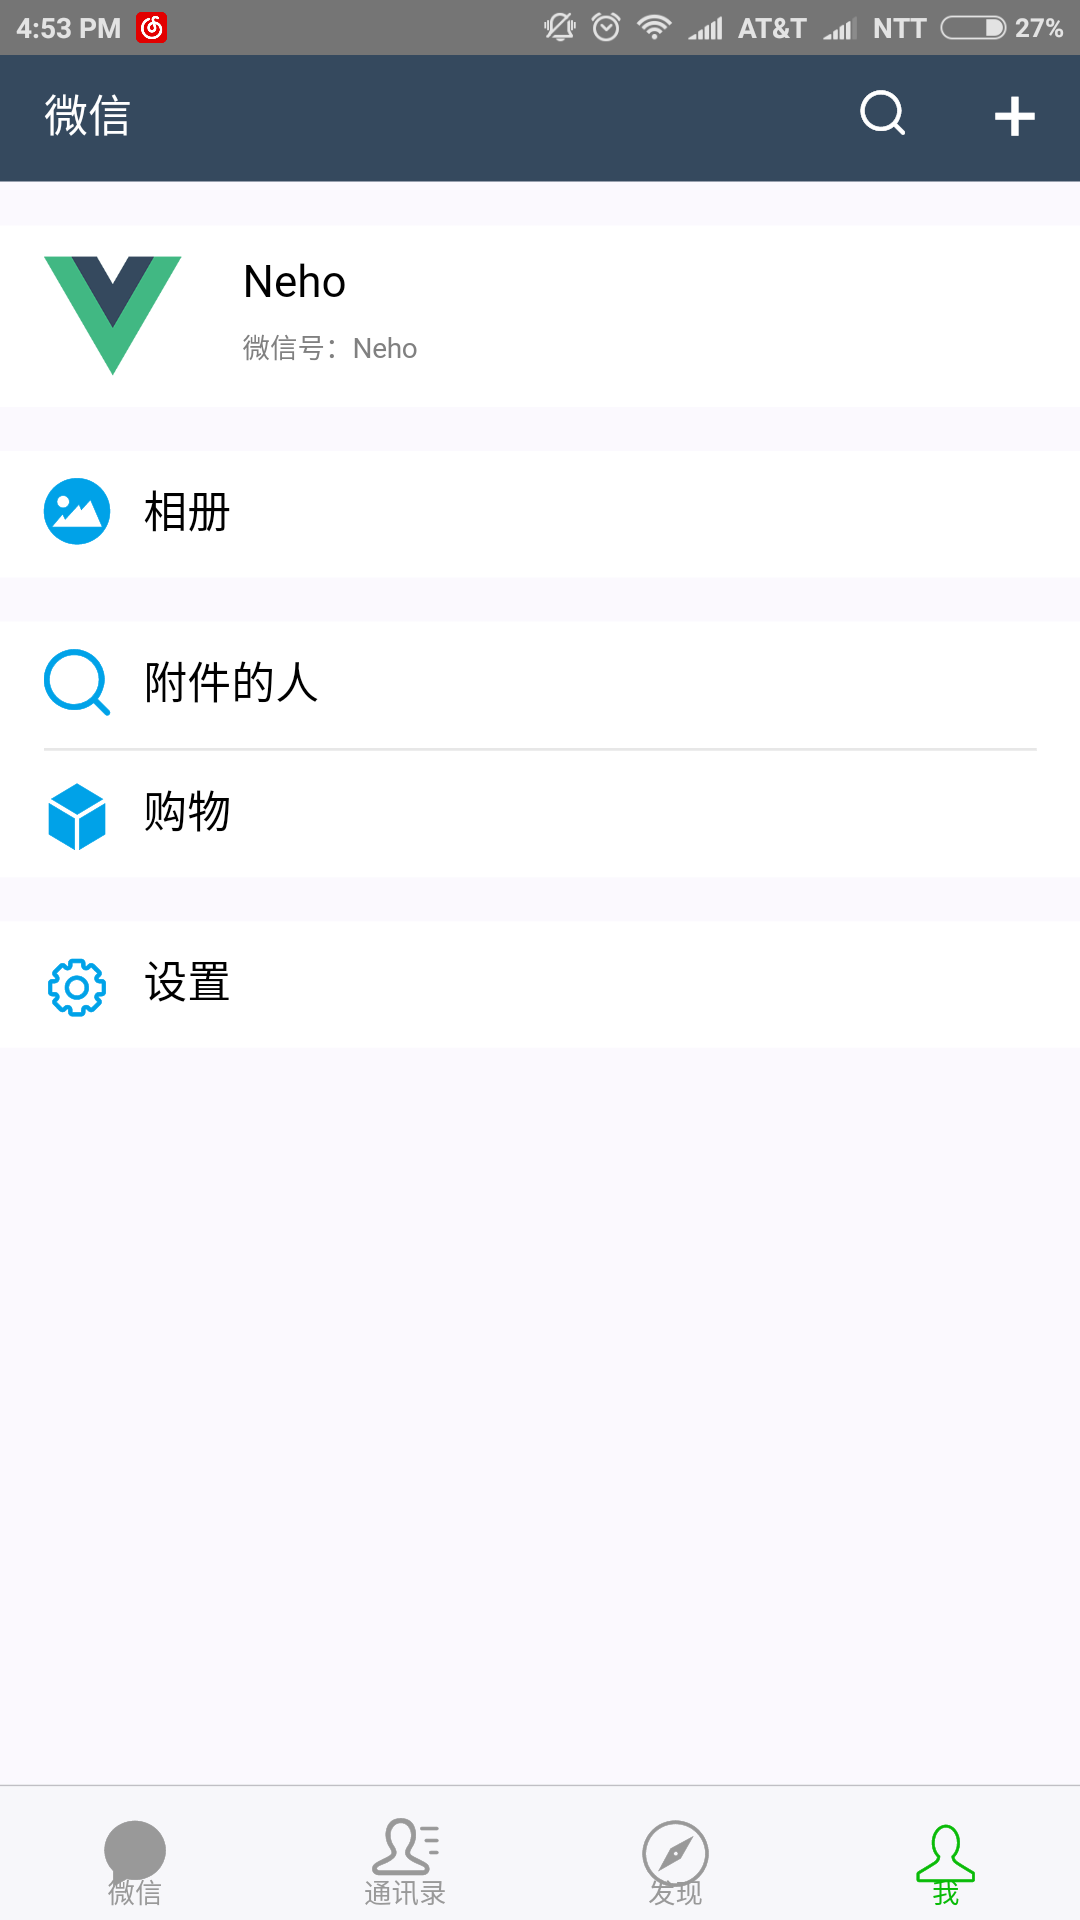 4:53 PM AT&T NTT 27%
微信
Neho
微信号：Neho
相册
附件的人
购物
设置
微信 通讯录 发现 我